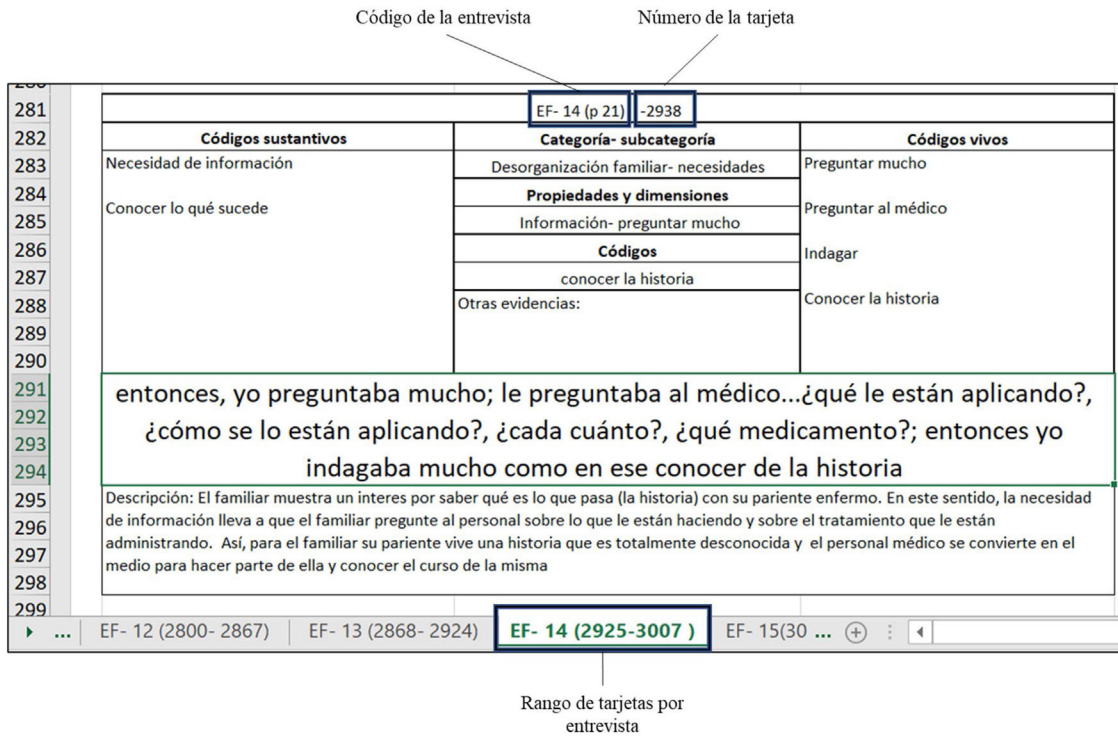 Código de la entrevista
Número de la tarjeta
281
EF- 14 (p 21) -2938
282
Códigos sustantivos
Categoría- subcategoría
Códigos vivos
283
Necesidad de información
Desorganización familiar- necesidades
Preguntar mucho
284
Propiedades y dimensiones
Conocer lo qué sucede
Preguntar al médico
285
Información- preguntar mucho
286
Códigos
Indagar
287
conocer la historia
288
Otras evidencias:
Conocer la historia
289
290
291
entonces, yo preguntaba mucho; le preguntaba al médico...¿qué le están aplicando?,
292
¿cómo se lo están aplicando?, ¿cada cuánto?, ¿qué medicamento?; entonces yo
293
indagaba mucho como en ese conocer de la historia
294
295
Descripción: El familiar muestra un interes por saber qué es lo que pasa (la historia) con su pariente enfermo. En este sentido, la necesidad
296
de información lleva a que el familiar pregunte al personal sobre lo que le están haciendo y sobre el tratamiento que le están
297
administrando. Así, para el familiar su pariente vive una historia que es totalmente desconocida y el personal médico se convierte en el
298
medio para hacer parte de ella y conocer el curso de la misma
299
... EF- 12 (2800- 2867) EF- 13 (2868- 2924) EF- 14 (2925-3007 ) EF- 15(30 ...
Rango de tarjetas por
entrevista